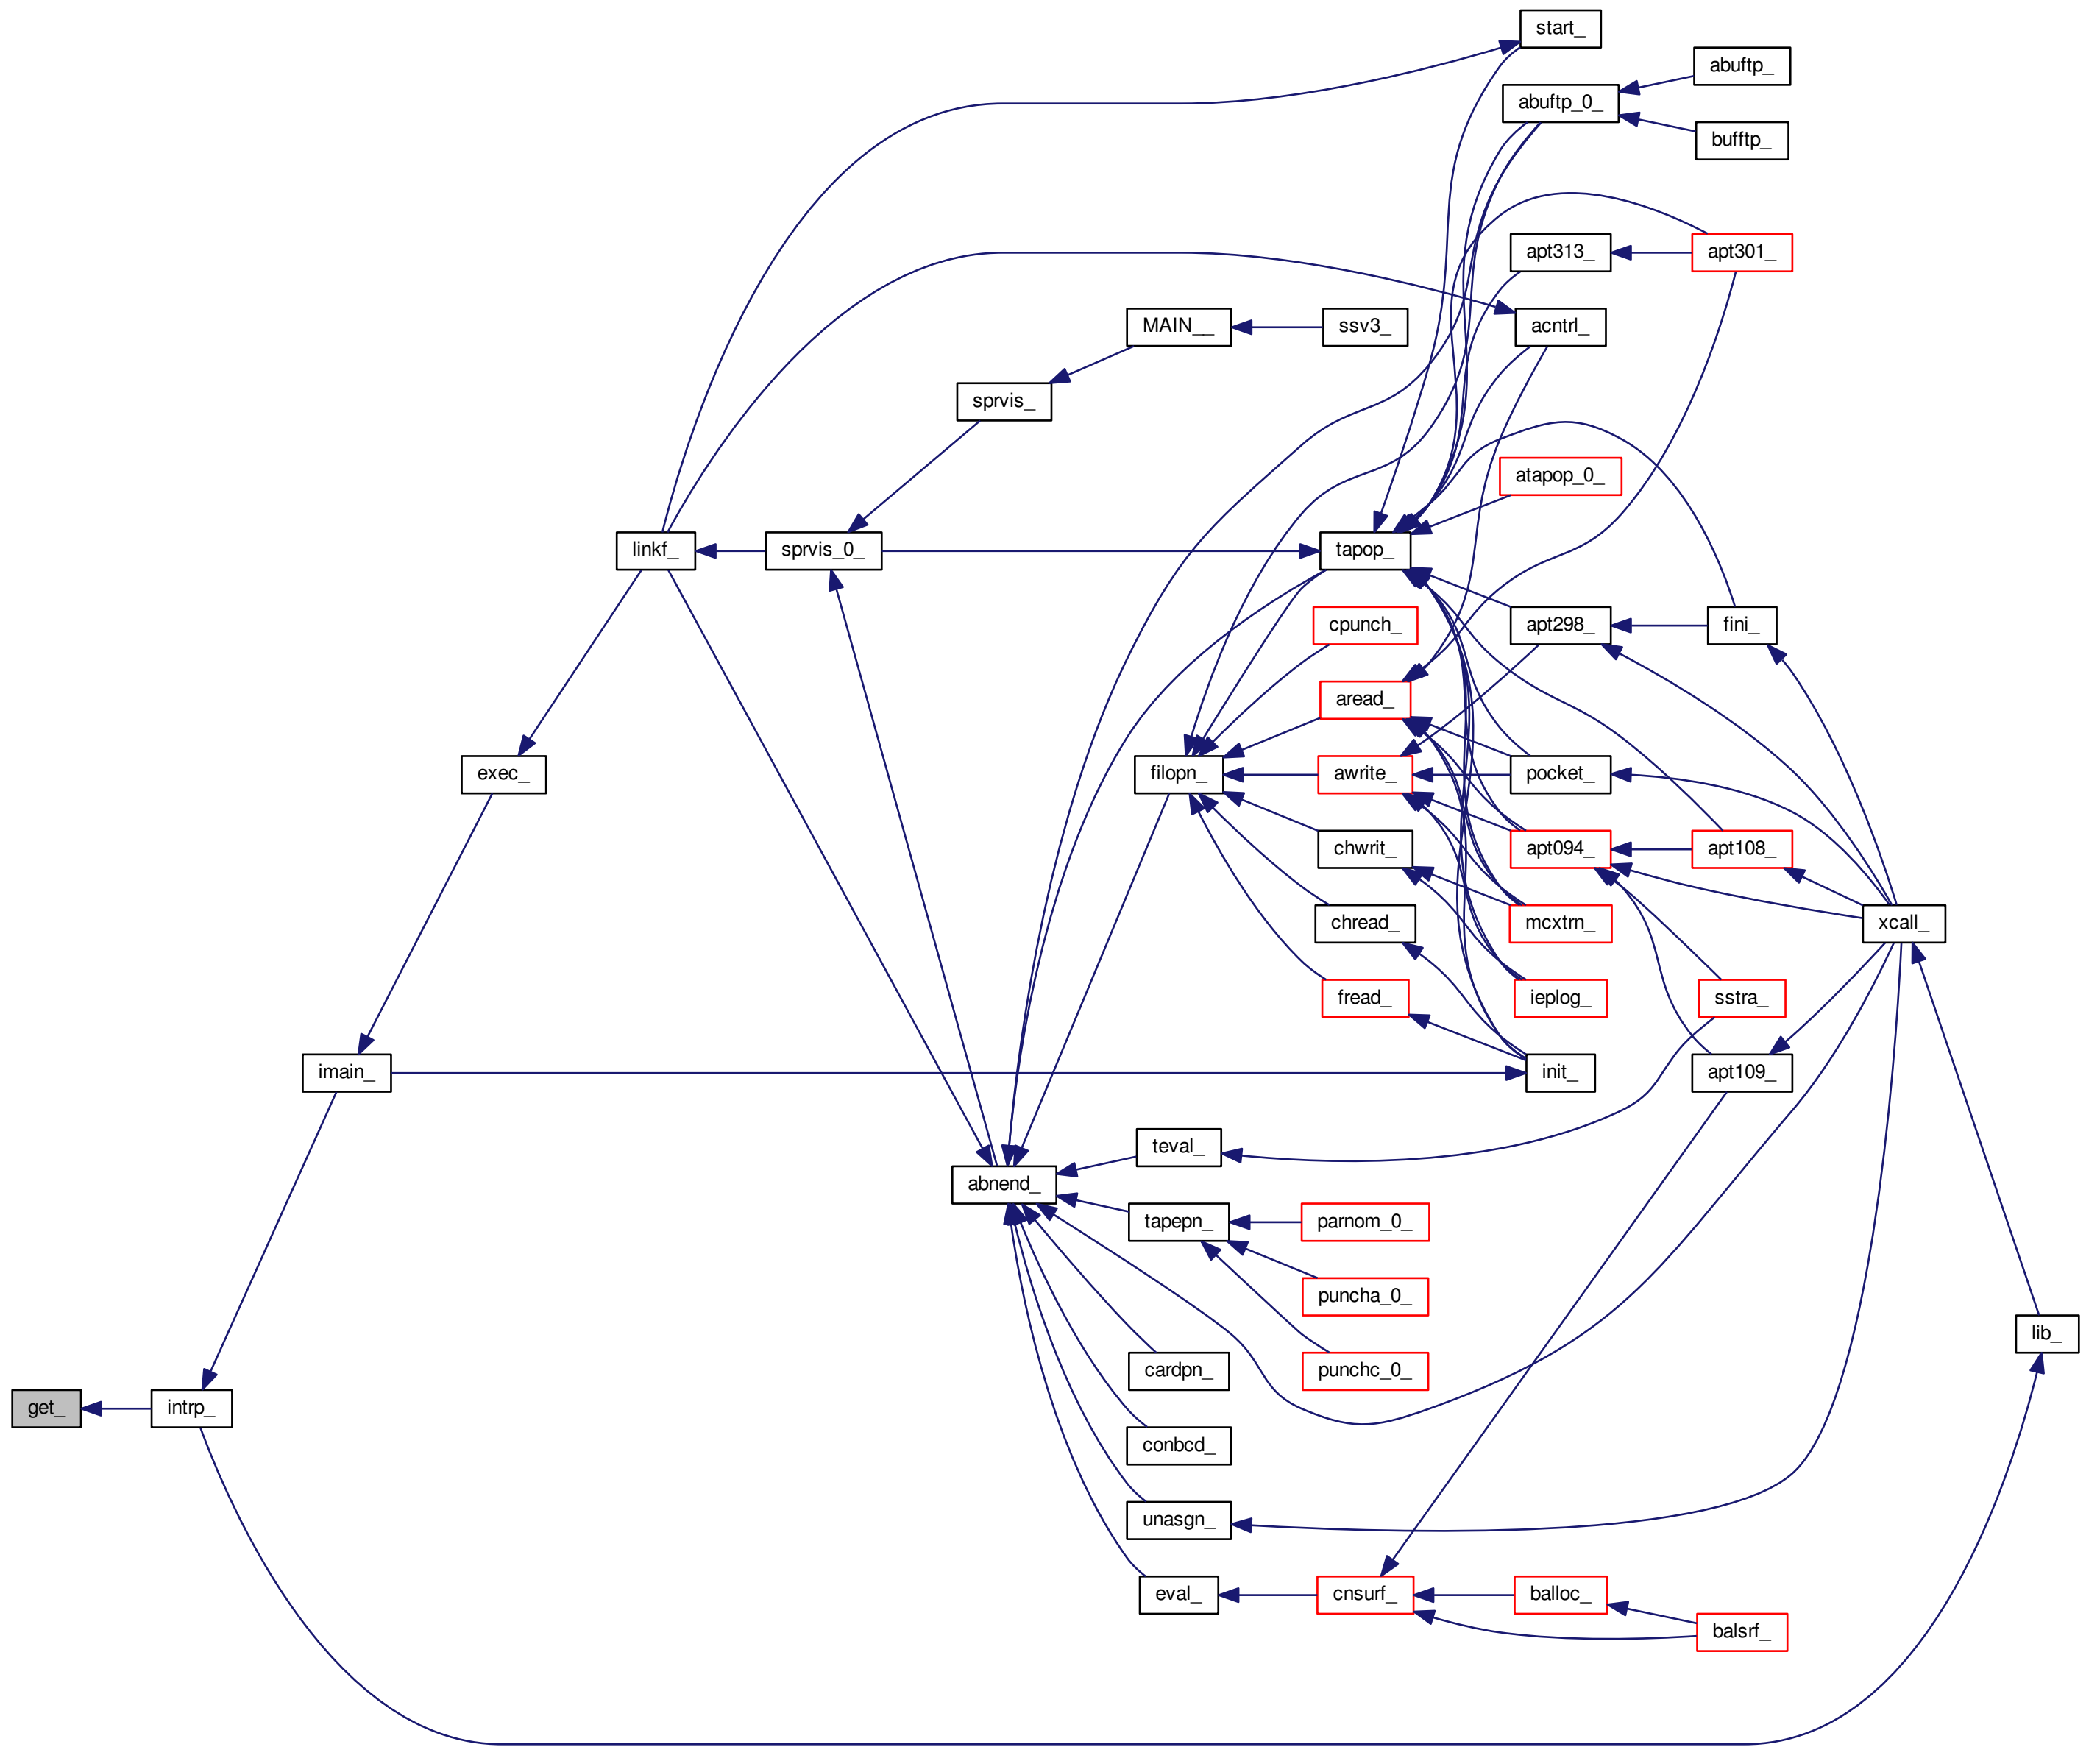 start_
abuftp_
abuftp_0_
bufftp_
apt313_
apt301_
MAIN__
ssv3_
acntrl_
sprvis_
atapop_0_
linkf_
sprvis_0_
tapop_
cpunch_
apt298_
fini_
aread_
exec_
filopn_
awrite_
pocket_
chwrit_
apt094_
apt108_
chread_
mcxtrn_
xcall_
fread_
ieplog_
sstra_
imain_
init_
apt109_
teval_
abnend_
tapepn_
parnom_0_
puncha_0_
lib_
cardpn_
punchc_0_
get_
intrp_
conbcd_
unasgn_
eval_
cnsurf_
balloc_
balsrf_